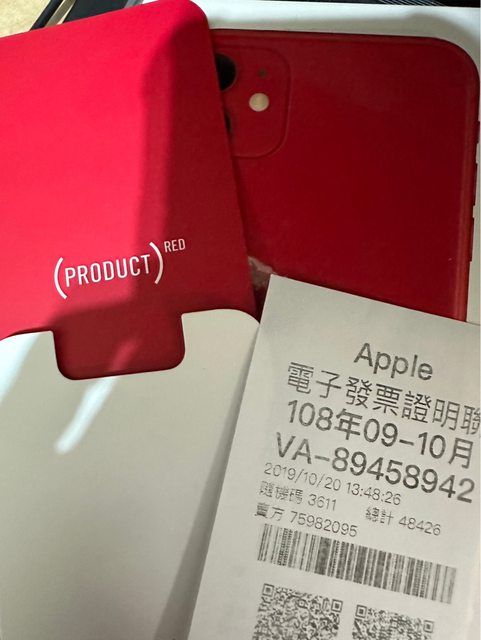 (PRODUCT) RED
Apple
電子發票證明聯
108年09-10月
VA-89458942
2019/10/20 13:48:26
隨機碼 3611 總計 48426
賣方 75982095